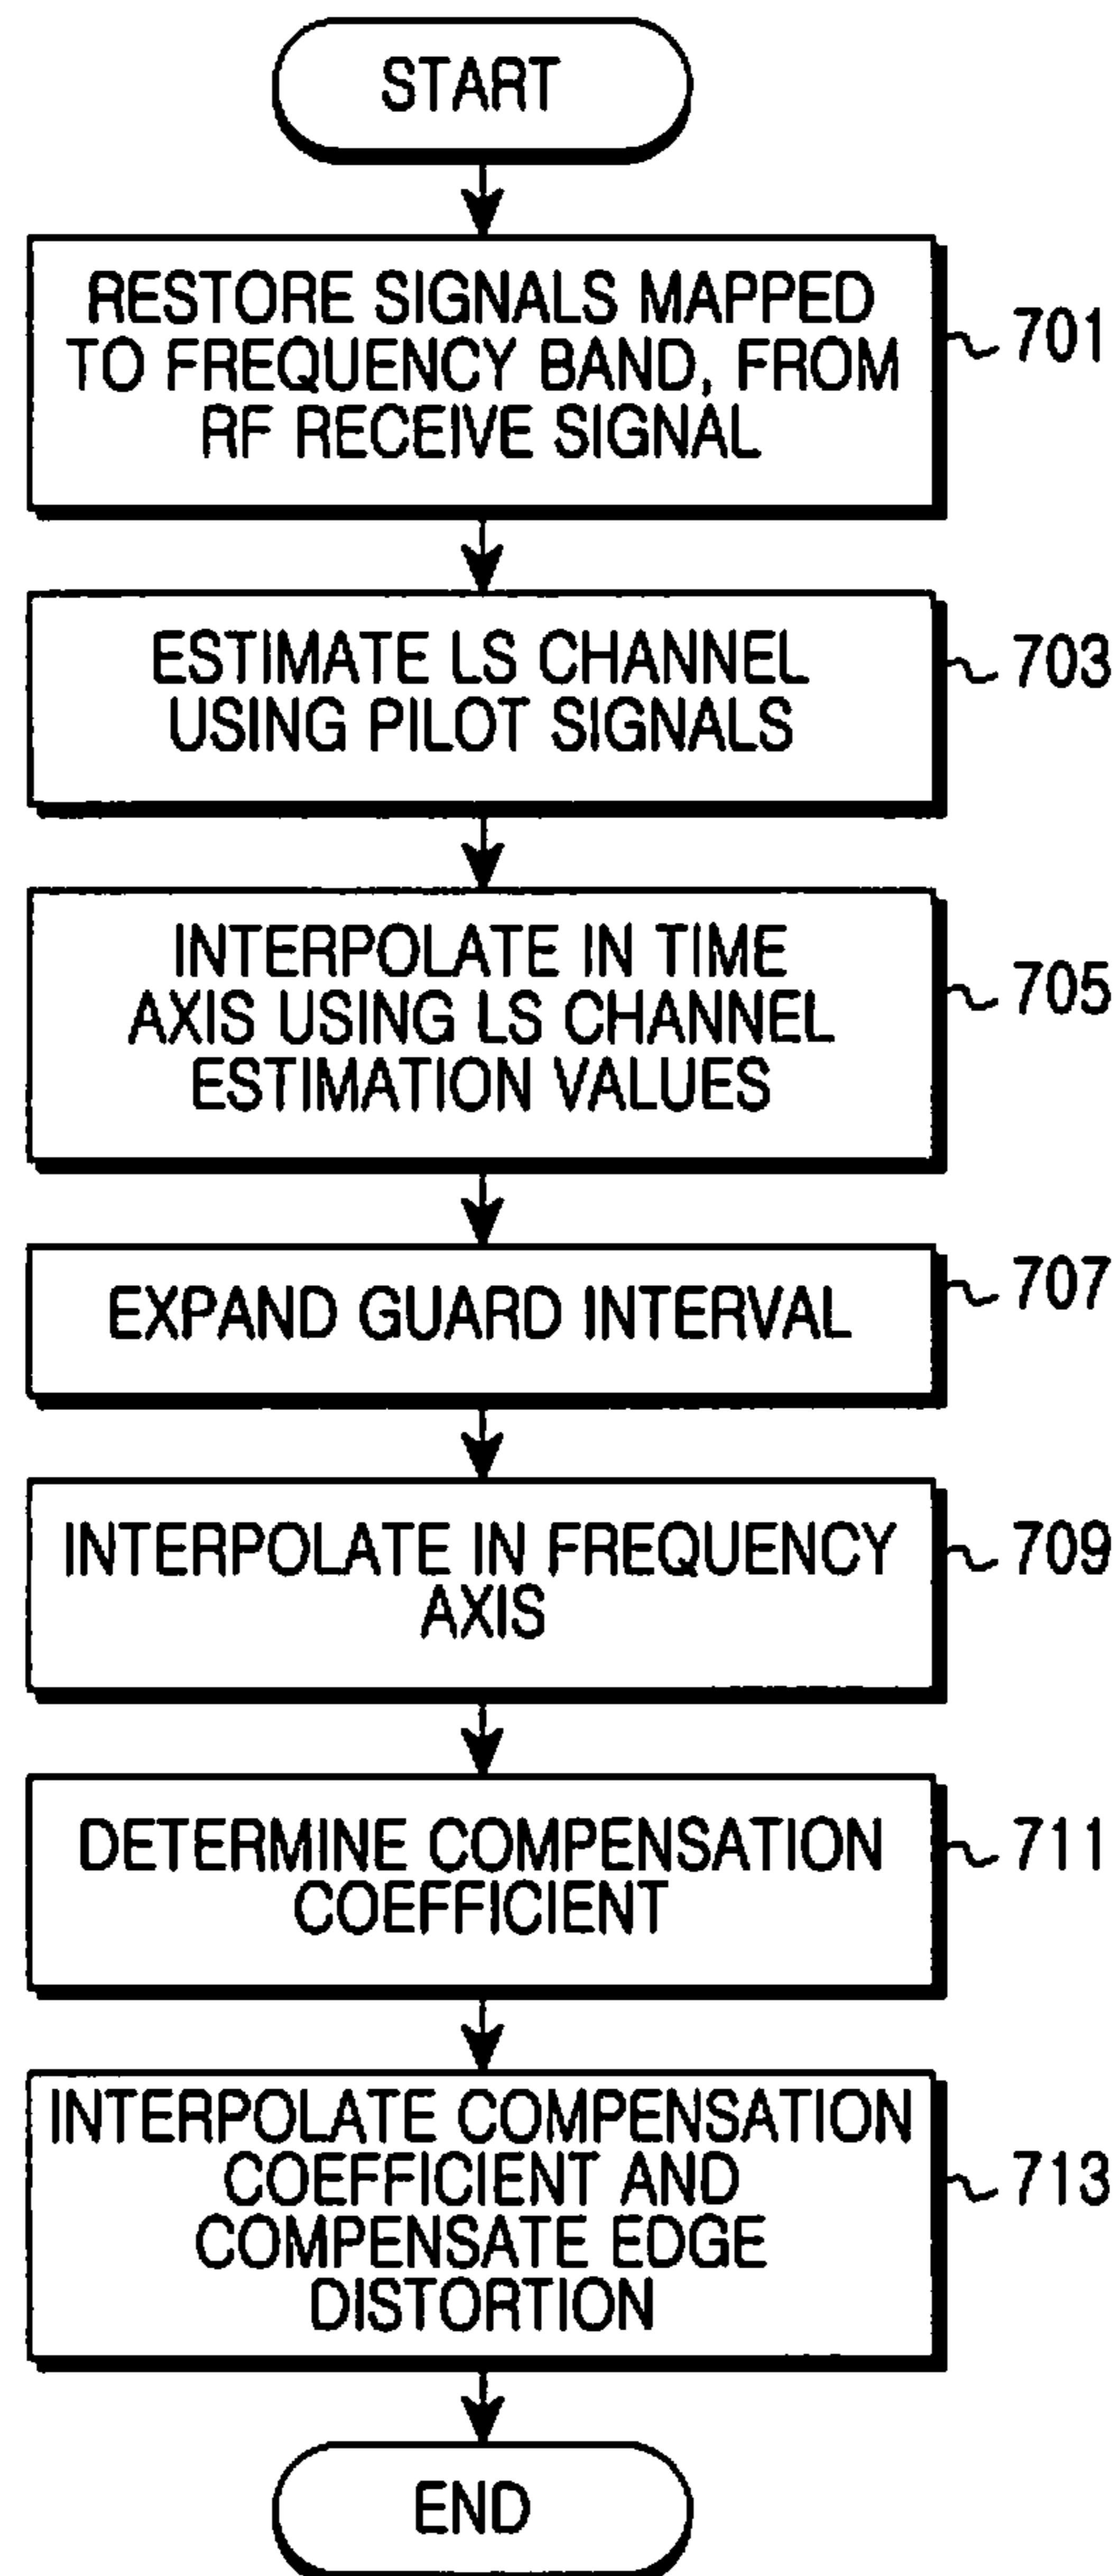 START
RESTORE SIGNALS MAPPED
TO FREQUENCY BAND, FROM
RF RECEIVE SIGNAL
701
ESTIMATE LS CHANNEL
USING PILOT SIGNALS
703
INTERPOLATE IN TIME
AXIS USING LS CHANNEL
ESTIMATION VALUES
705
EXPAND GUARD INTERVAL
707
INTERPOLATE IN FREQUENCY
AXIS
709
DETERMINE COMPENSATION
COEFFICIENT
711
INTERPOLATE COMPENSATION
COEFFICIENT AND
COMPENSATE EDGE
DISTORTION
713
END